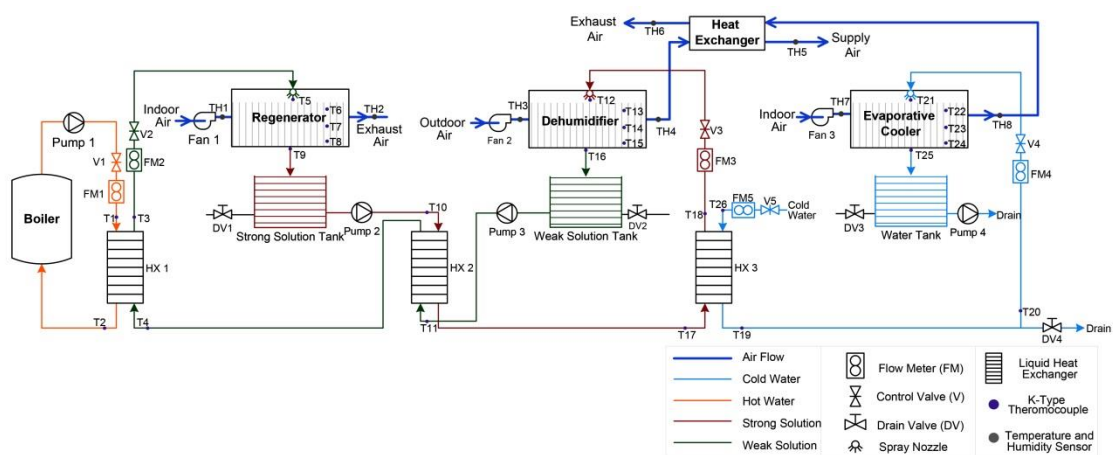 Exhaust
Air
TH6
Heat
Exchanger
TH5
Supply
Air
T5
T12
T21
Indoor
Air
TH1
Fan 1
Regenerator
T6
T7
T8
TH2
Exhaust
Air
Outdoor
Air
TH3
Fan 2
Dehumidifier
T13
T14
T15
TH4
Indoor
Air
TH7
Fan 3
Evaporative
Cooler
T22
T23
T24
TH8
Pump 1
V1
V2
FM1
FM2
V3
FM3
V4
FM4
T9
T16
T25
Boiler
T1
T3
HX 1
T2
T4
DV1
Strong Solution Tank
Pump 2
T10
HX 2
T11
Pump 3
Weak Solution Tank
DV2
T18
T26
FM5
V5
Cold
Water
HX 3
T17
T19
DV3
Water Tank
Pump 4
Drain
T20
DV4
Drain
Air Flow
Cold Water
Hot Water
Strong Solution
Weak Solution
Flow Meter (FM)
Control Valve (V)
Drain Valve (DV)
Spray Nozzle
Liquid Heat
Exchanger
K-Type
Theromocouple
Temperature and
Humidity Sensor